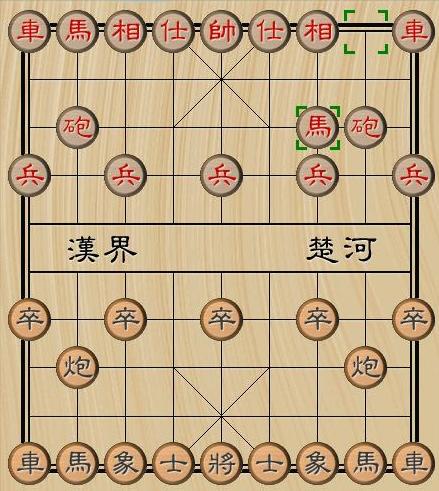 車馬相仕帥仕相車
砲馬砲
兵兵兵兵兵
漢界 楚河
卒卒卒卒卒
炮炮
車馬象士將士象馬車